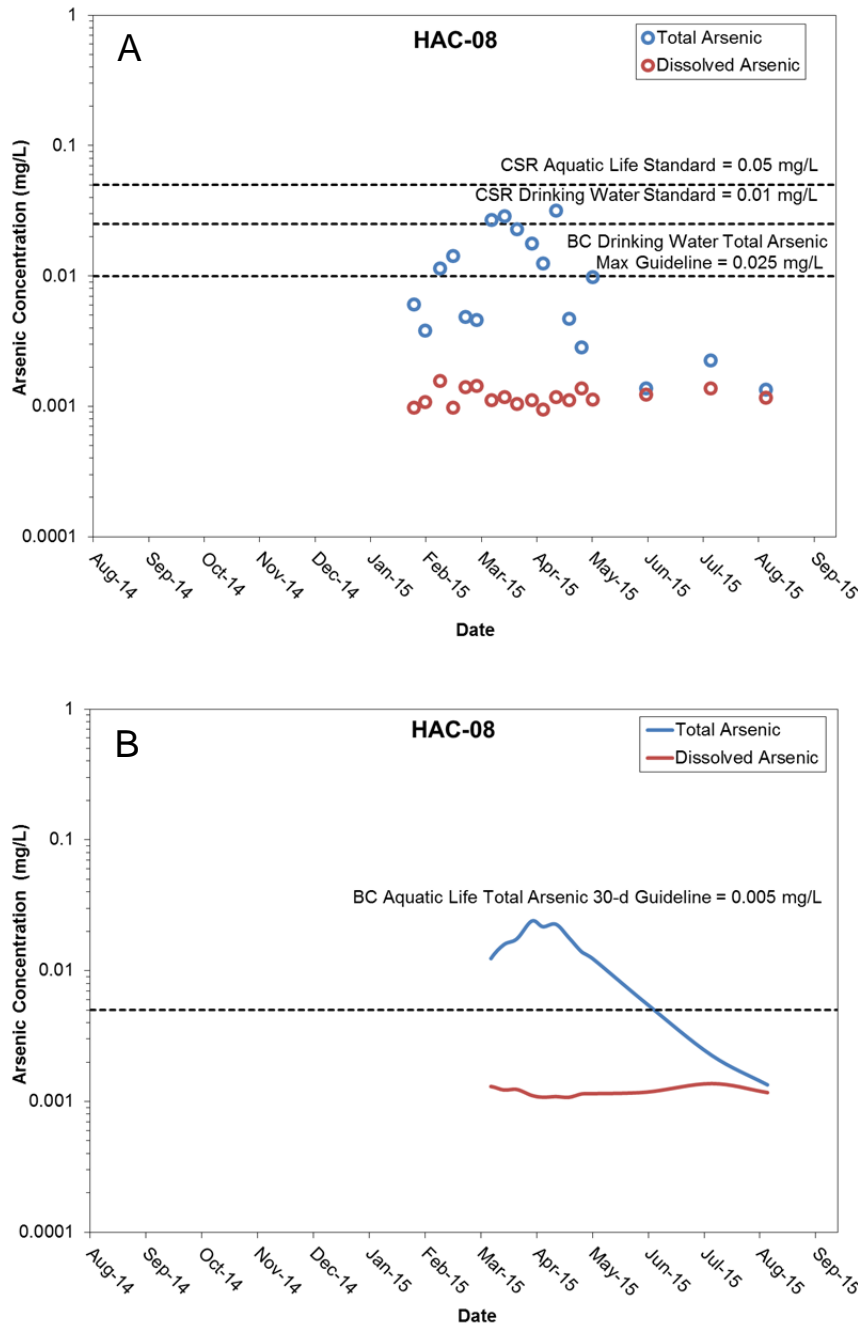 A
HAC-08
Total Arsenic
Dissolved Arsenic
1
0.1
0.01
0.001
0.0001
Arsenic Concentration (mg/L)
CSR Aquatic Life Standard = 0.05 mg/L
CSR Drinking Water Standard = 0.01 mg/L
BC Drinking Water Total Arsenic
Max Guideline = 0.025 mg/L
Aug-14
Sep-14
Oct-14
Nov-14
Dec-14
Jan-15
Feb-15
Mar-15
Apr-15
May-15
Jun-15
Jul-15
Aug-15
Sep-15
Date
B
HAC-08
Total Arsenic
Dissolved Arsenic
1
0.1
0.01
0.001
0.0001
Arsenic Concentration (mg/L)
BC Aquatic Life Total Arsenic 30-d Guideline = 0.005 mg/L
Aug-14
Sep-14
Oct-14
Nov-14
Dec-14
Jan-15
Feb-15
Mar-15
Apr-15
May-15
Jun-15
Jul-15
Aug-15
Sep-15
Date